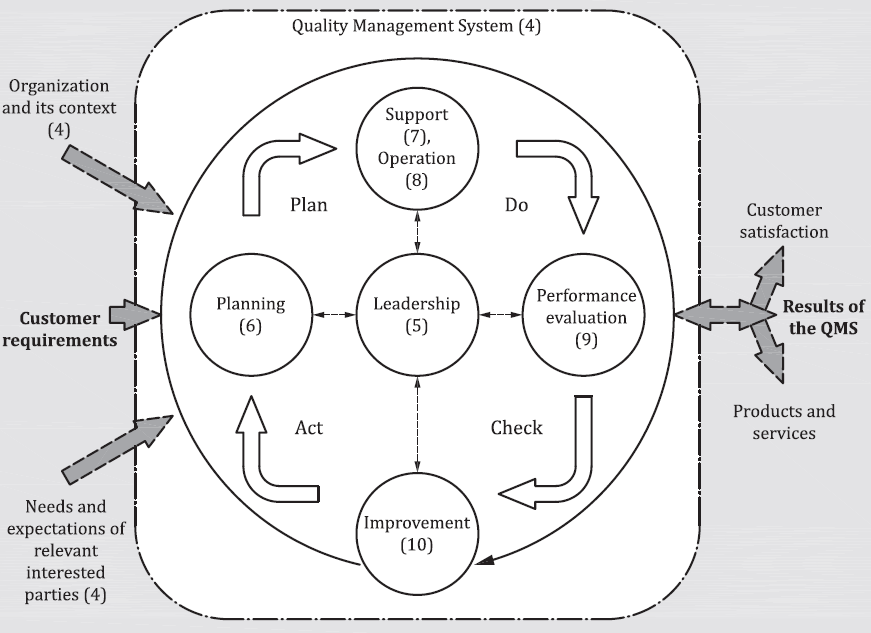 Quality Management System (4)
Organization
and its context
(4)
Support
(7),
Operation
(8)
Plan
Do
Customer
satisfaction
Planning
(6)
Leadership
(5)
Performance
evaluation
(9)
Customer
requirements
Results of
the QMS
Act
Check
Products and
services
Improvement
(10)
Needs and
expectations of
relevant
interested
parties (4)